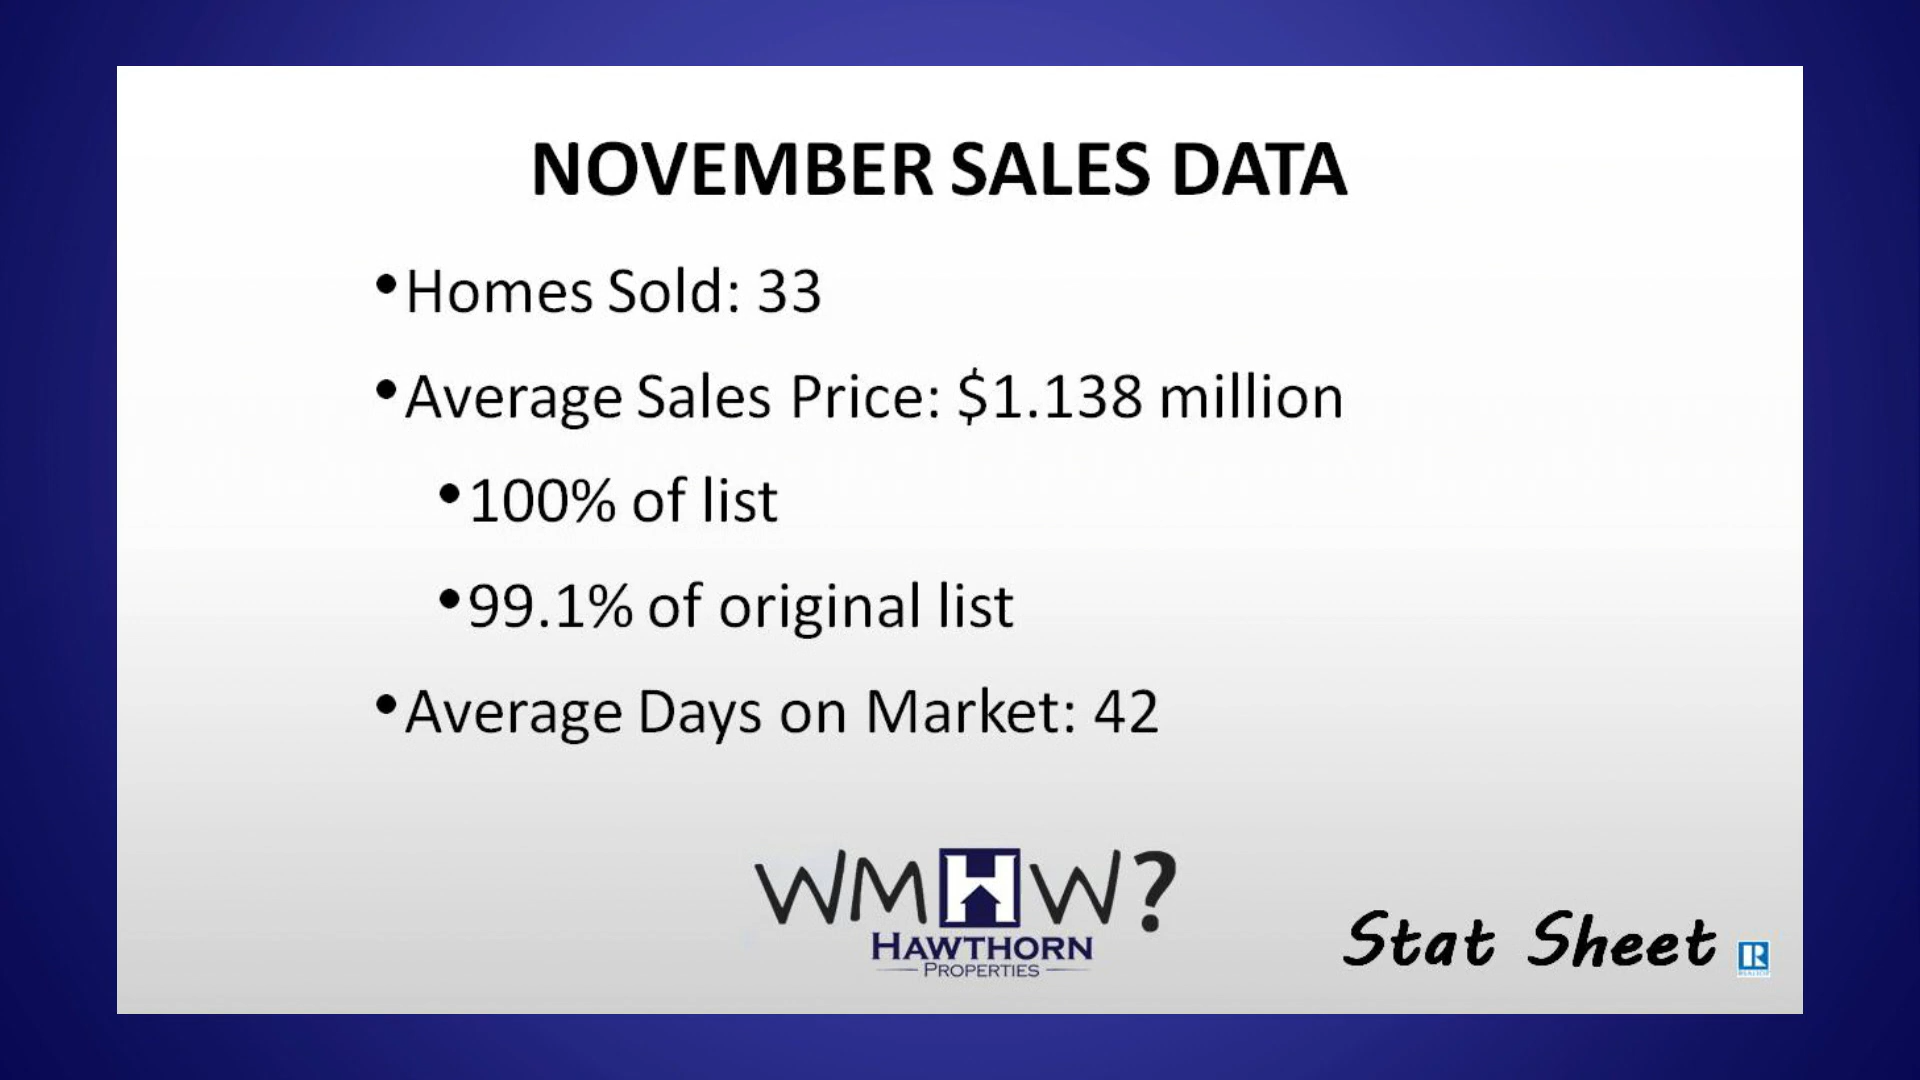 NOVEMBER SALES DATA
•Homes Sold: 33
•Average Sales Price: $1.138 million
•100% of list
•99.1% of original list
•Average Days on Market: 42
WMHW?
HAWTHORN
PROPERTIES
Stat Sheet
R
REALTOR